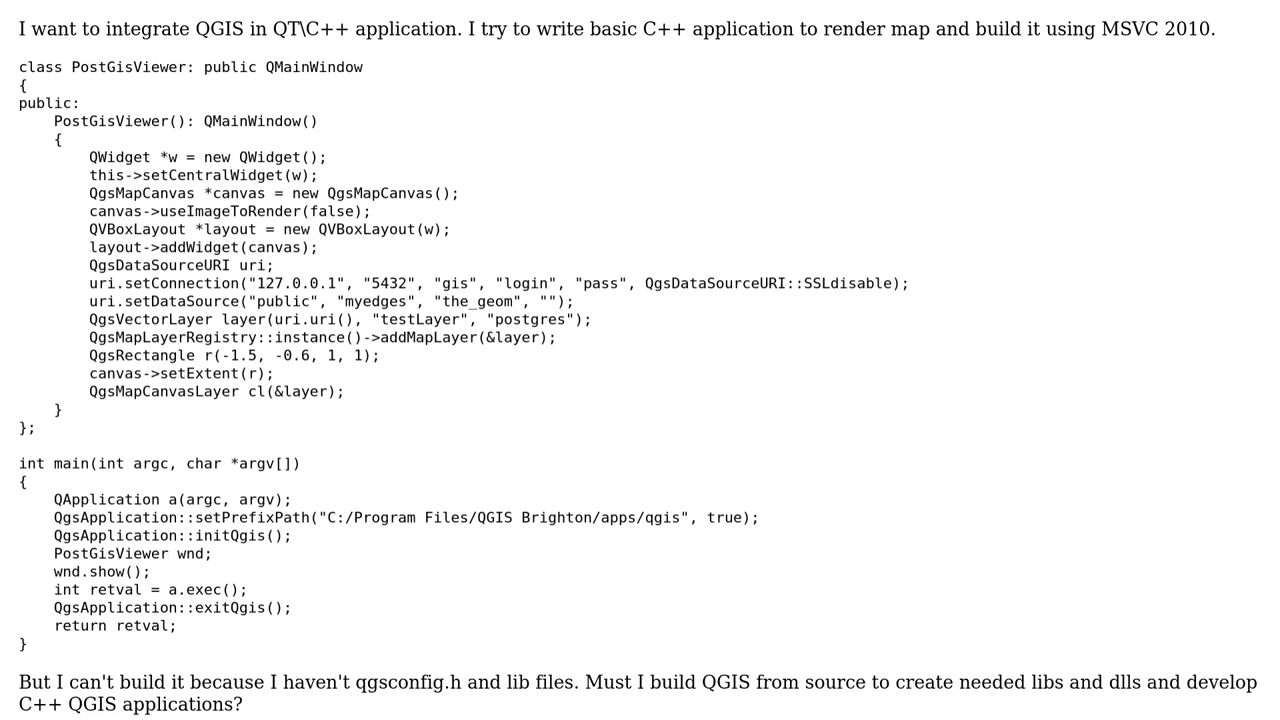 I want to integrate QGIS in QT\C++ application. I try to write basic C++ application to render map and build it using MSVC 2010.
class PostGisViewer: public QMainWindow
{
public:
    PostGisViewer(): QMainWindow()
    {
        QWidget *w = new QWidget();
        this->setCentralWidget(w);
        QgsMapCanvas *canvas = new QgsMapCanvas();
        canvas->useImageToRender(false);
        QVBoxLayout *layout = new QVBoxLayout(w);
        layout->addWidget(canvas);
        QgsDataSourceURI uri;
        uri.setConnection("127.0.0.1", "5432", "gis", "login", "pass", QgsDataSourceURI::SSLdisable);
        uri.setDataSource("public", "myedges", "the_geom", "");
        QgsVectorLayer layer(uri.uri(), "testLayer", "postgres");
        QgsMapLayerRegistry::instance()->addMapLayer(&layer);
        QgsRectangle r(-1.5, -0.6, 1, 1);
        canvas->setExtent(r);
        QgsMapCanvasLayer cl(&layer);
    }
};
int main(int argc, char *argv[])
{
    QApplication a(argc, argv);
    QgsApplication::setPrefixPath("C:/Program Files/QGIS Brighton/apps/qgis", true);
    QgsApplication::initQgis();
    PostGisViewer wnd;
    wnd.show();
    int retval = a.exec();
    QgsApplication::exitQgis();
    return retval;
}
But I can't build it because I haven't qgsconfig.h and lib files. Must I build QGIS from source to create needed libs and dlls and develop
C++ QGIS applications?